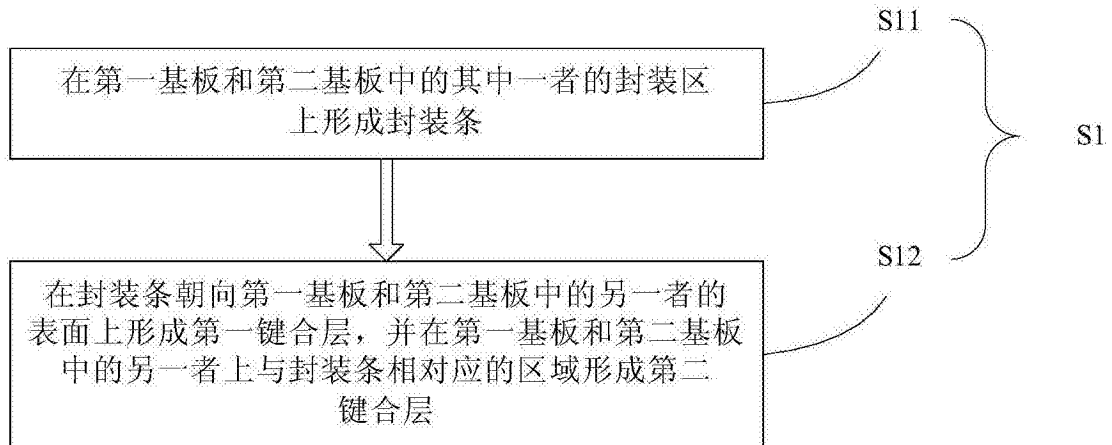 S11
在第一基板和第二基板中的其中一者的封装区
上形成封装条
S1
S12
在封装条朝向第一基板和第二基板中的另一者的
表面上形成第一键合层，并在第一基板和第二基板
中的另一者上与封装条相对应的区域形成第二
键合层